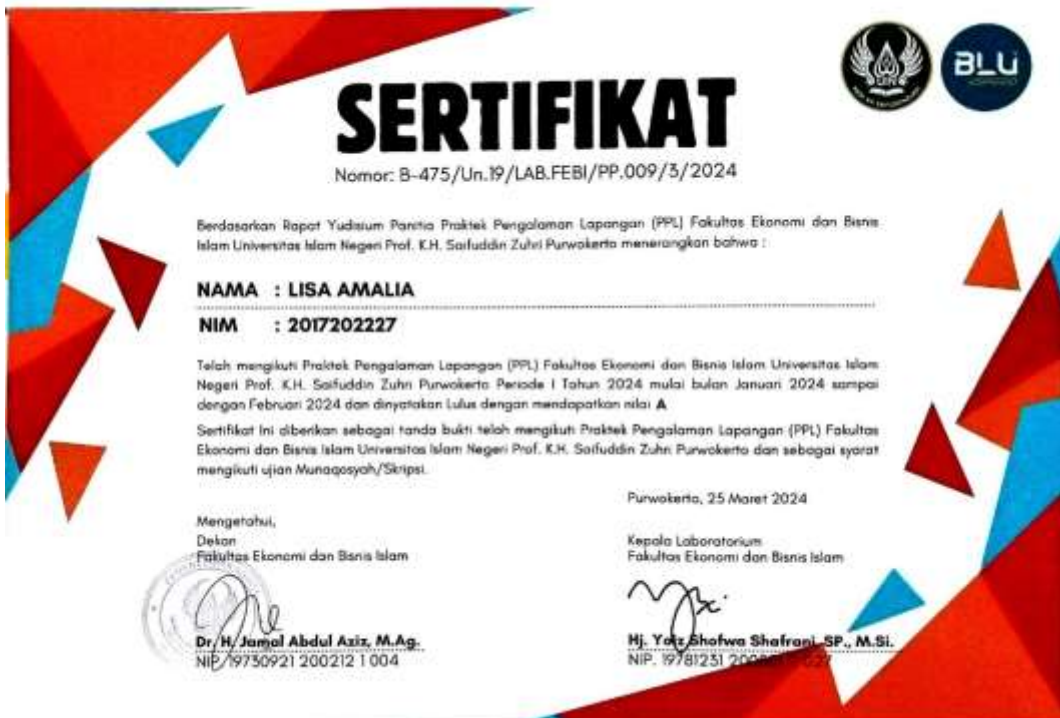 BLU
SERTIFIKAT
Nomor: B-475/Un.19/LAB.FEBI/PP.009/3/2024
Berdasarkan Rapat Yudisium Panitia Praktek Pengalaman Lapangan (PPL) Fakultas Ekonomi dan Bisnis
Islam Universitas Islam Negeri Prof. K.H. Saifuddin Zuhri Purwokerto menerangkan bahwa :
NAMA : LISA AMALIA
NIM : 2017202227
Telah mengikuti Praktek Pengalaman Lapangan (PPL) Fakultas Ekonomi dan Bisnis Islam Universitas Islam
Negeri Prof. K.H. Saifuddin Zuhri Purwokerto Periode I Tahun 2024 mulai bulan Januari 2024 sampai
dengan Februari 2024 dan dinyatakan Lulus dengan mendapatkan nilai A
Sertifikat Ini diberikan sebagai tanda bukti telah mengikuti Praktek Pengalaman Lapangan (PPL) Fakultas
Ekonomi dan Bisnis Islam Universitas Islam Negeri Prof. K.H. Saifuddin Zuhri Purwokerto dan sebagai syarat
mengikuti ujian Munaqosyah/Skripsi.
Purwokerto, 25 Maret 2024
Mengetahui,
Dekan
Fakultas Ekonomi dan Bisnis Islam
Kepala Laboratorium
Fakultas Ekonomi dan Bisnis Islam
Dr. H. Jamal Abdul Aziz, M.Ag.
NIP. 19730921 200212 1 004
Hj. Yoiz Shofwa Shafrani, SP., M.Si.
NIP. 19781231